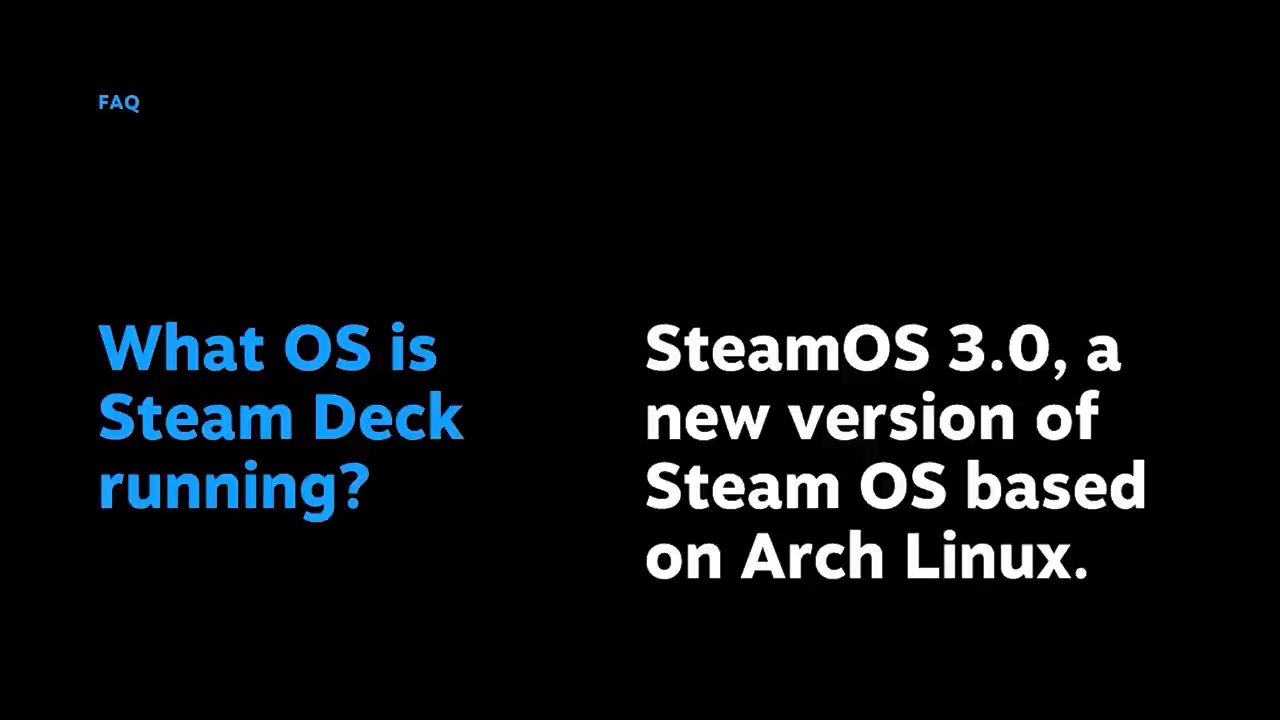 FAQ
What OS is
Steam Deck
running?
SteamOS 3.0, a
new version of
Steam OS based
on Arch Linux.